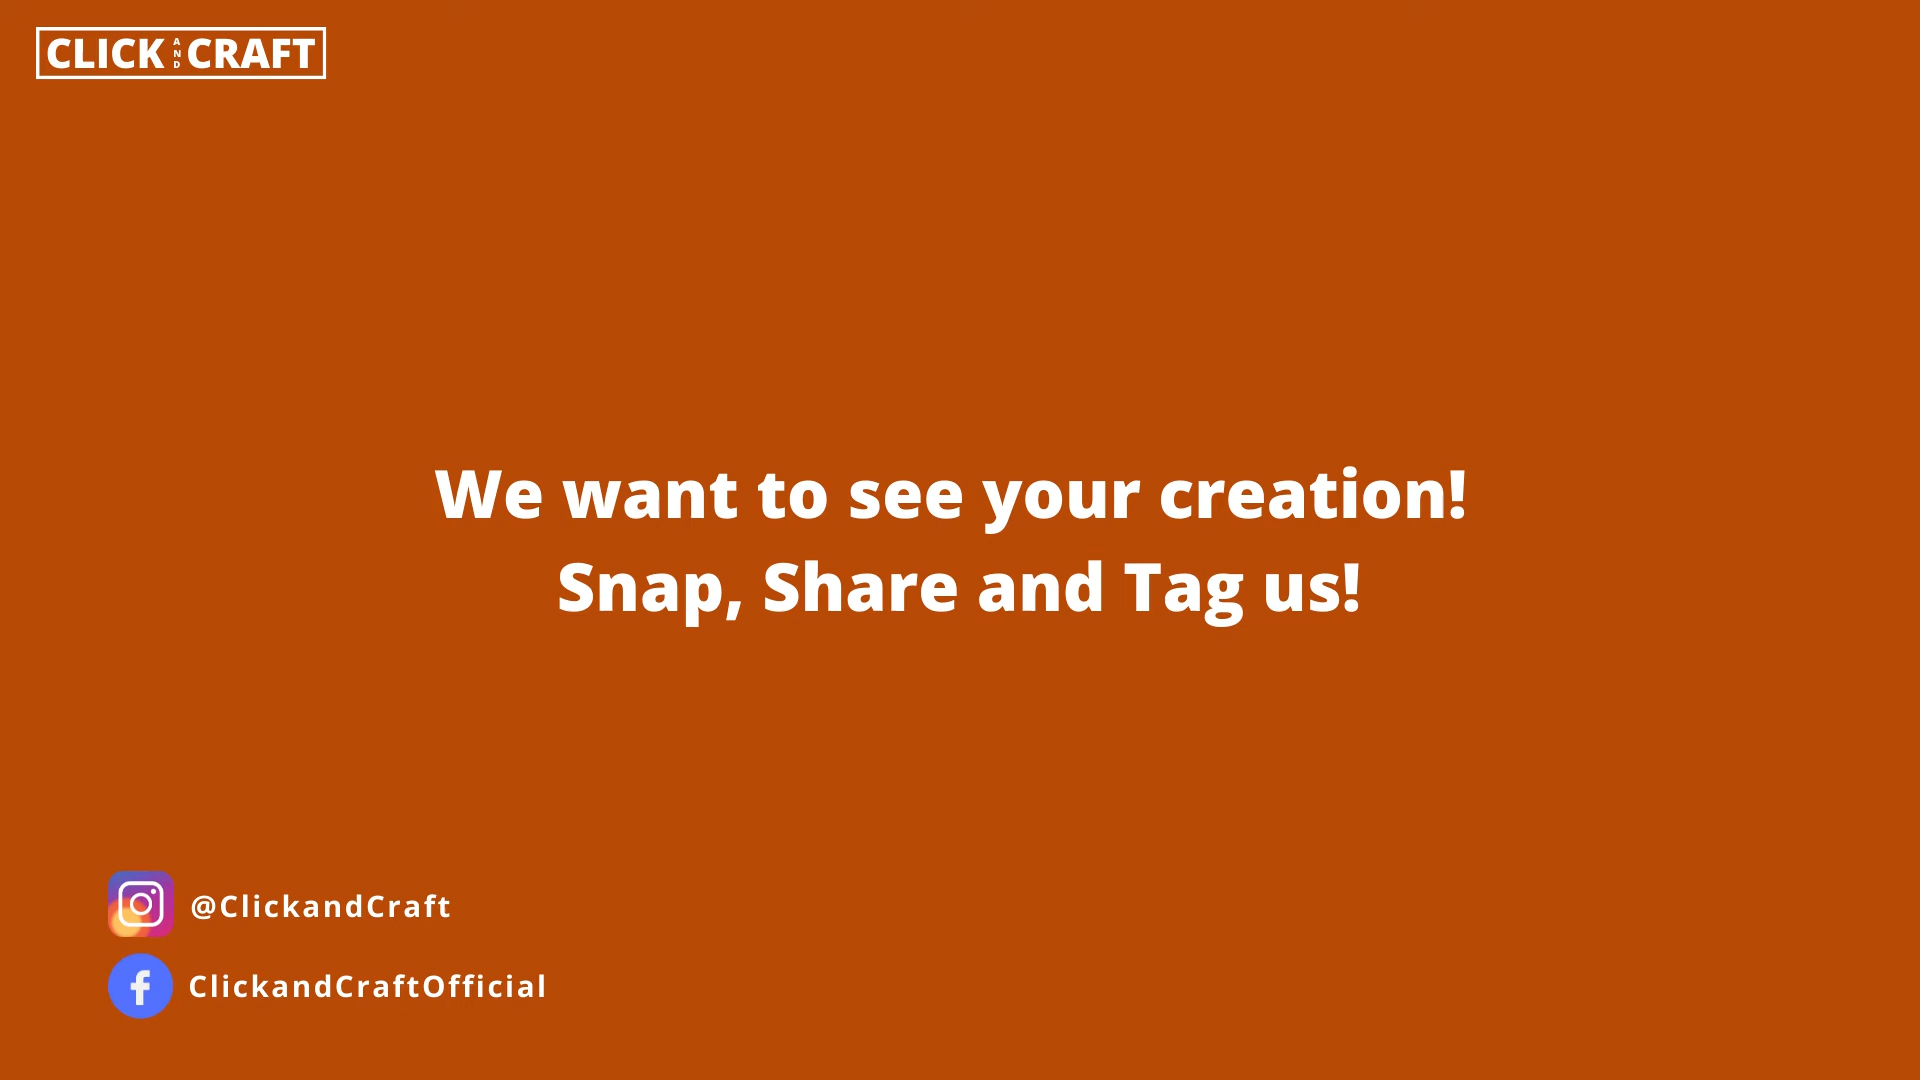 CLICK AND CRAFT
We want to see your creation!
Snap, Share and Tag us!
@ClickandCraft
ClickandCraftOfficial